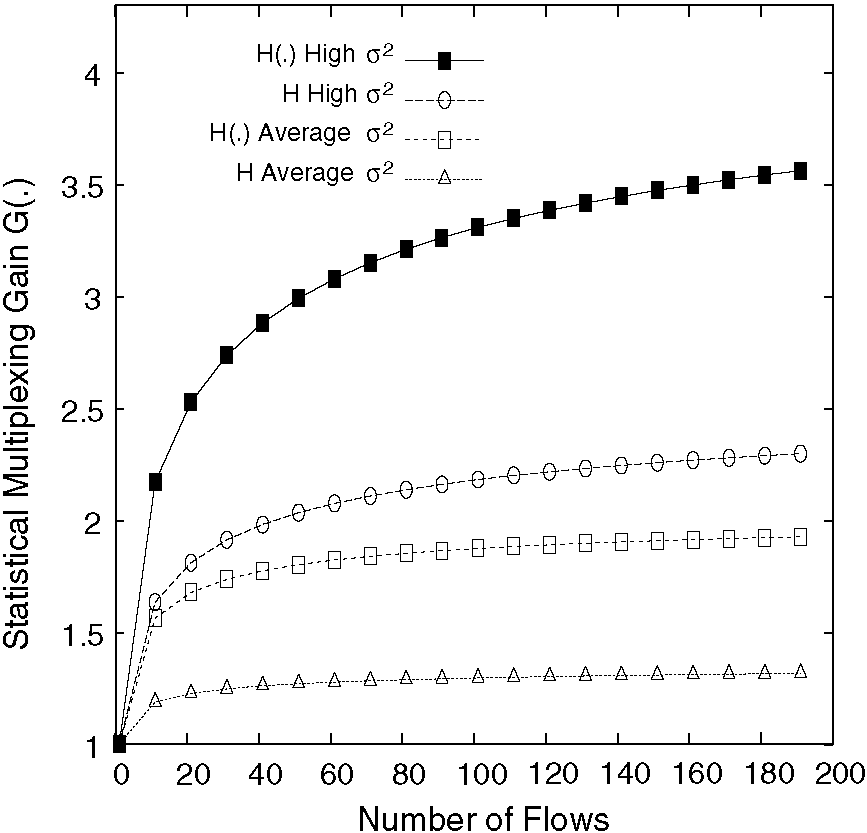 H(.) High σ²
H High σ²
H(.) Average σ²
H Average σ²
Statistical Multiplexing Gain G(.)
4
3.5
3
2.5
2
1.5
1
0 20 40 60 80 100 120 140 160 180 200
Number of Flows